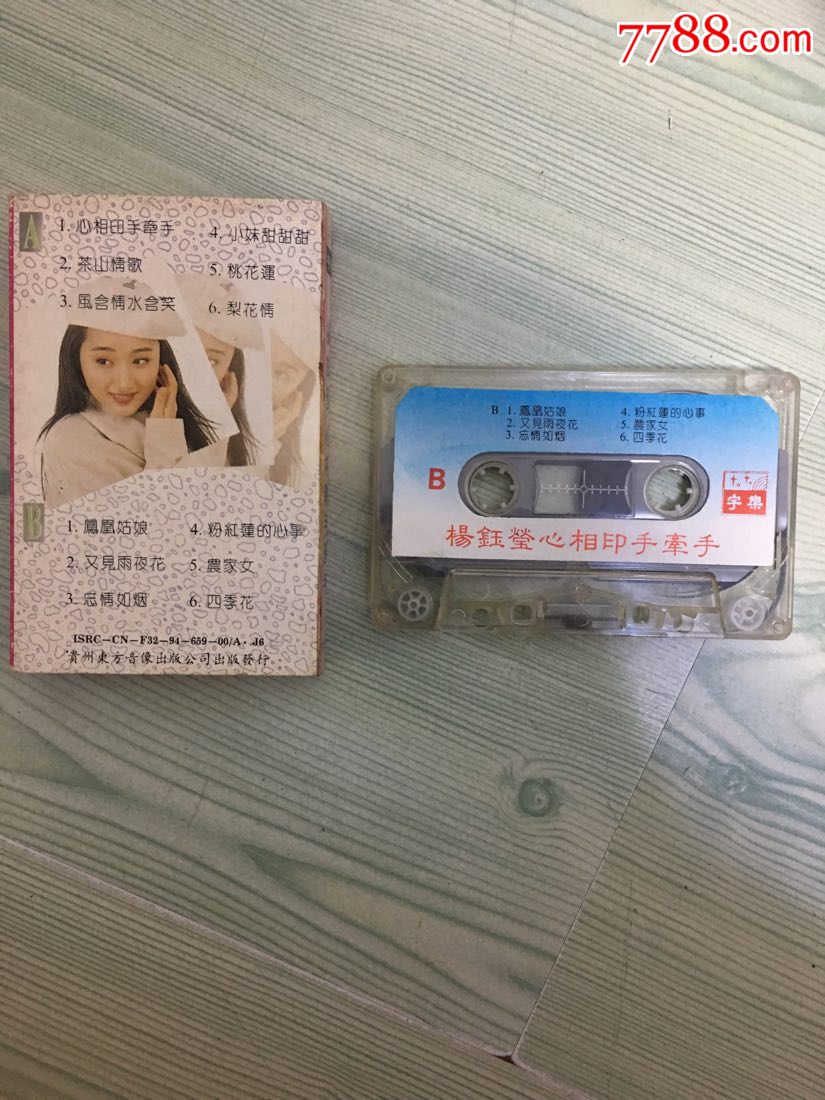 7788.com
A
1. 心相印手牽手
2. 茶山情歌
3. 風含情水含笑
4. 小妹甜甜甜
5. 桃花運
6. 梨花情
B
1. 鳳凰姑娘
2. 又見雨夜花
3. 忘情如烟
4. 粉紅蓮的心事
5. 農家女
6. 四季花
ISRC-CN-F32-94-659-00/A·J6
貴州東方音像出版公司出版發行
B 1. 鳳凰姑娘
2. 又見雨夜花
3. 忘情如烟
4. 粉紅蓮的心事
5. 農家女
6. 四季花
B
字樂
楊鈺瑩心相印手牽手